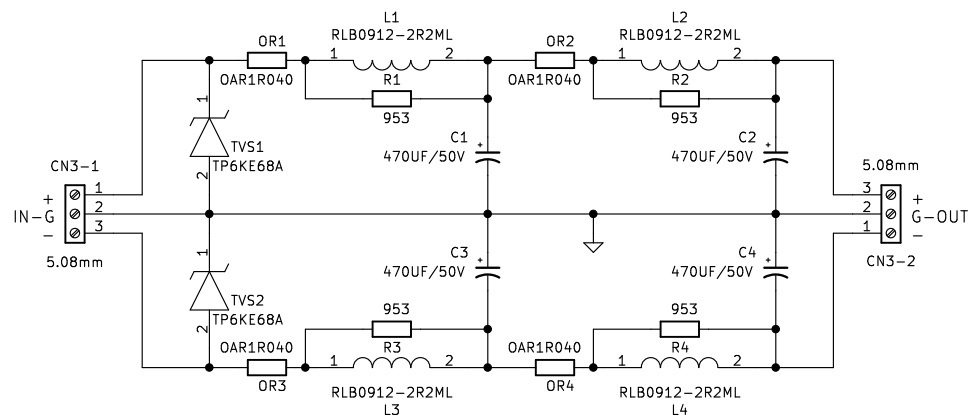 L1
RLB0912-2R2ML
L2
RLB0912-2R2ML
OR1
1
2
OR2
1
2
OAR1R040
R1
OAR1R040
R2
953
953
1
TVS1
TP6KE68A
2
C1
+
470UF/50V
C2
+
470UF/50V
CN3-1
5.08mm
+
1
3
+
IN-G
2
2
G-OUT
-
3
1
-
5.08mm
CN3-2
1
TVS2
TP6KE68A
2
C3
+
470UF/50V
C4
+
470UF/50V
953
953
OAR1R040
R3
OAR1R040
R4
1
2
1
2
OR3
OR4
RLB0912-2R2ML
L3
RLB0912-2R2ML
L4